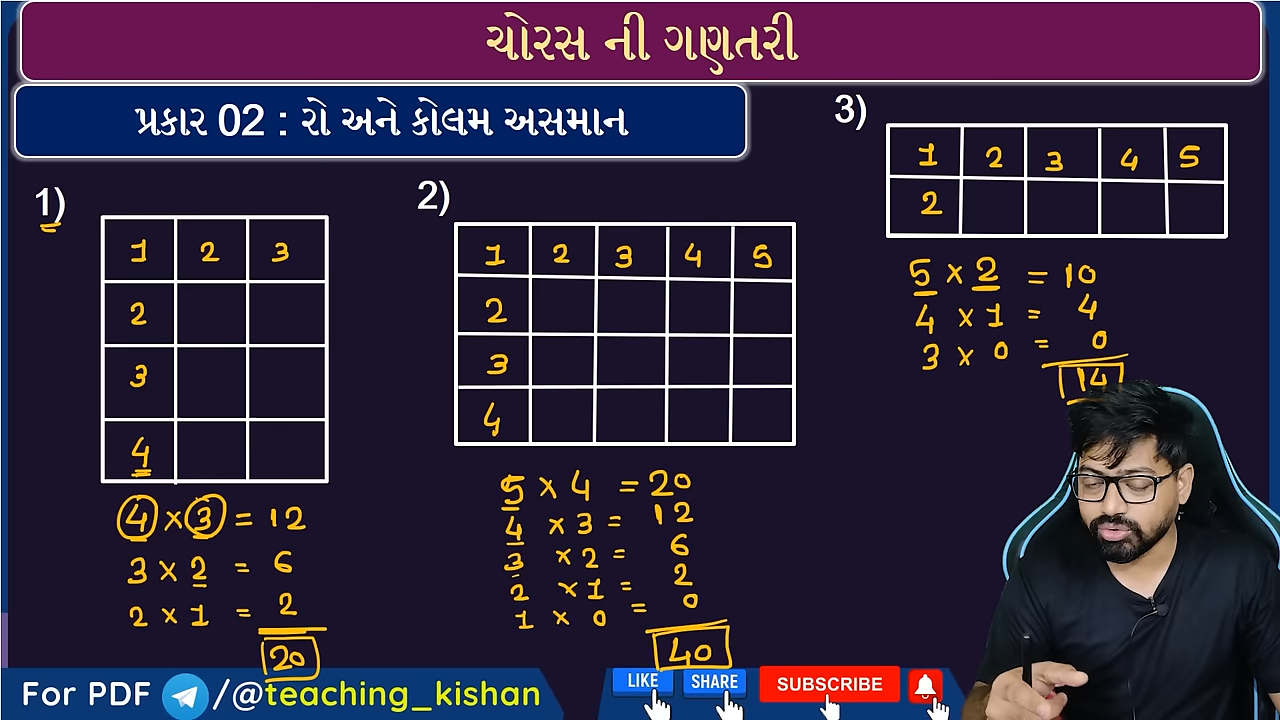 ચોરસ ની ગણતરી
પ્રકાર 02 : રો અને કોલમ અસમાન
1)
1 2 3
2
3
4
4 x 3 = 12
3 x 2 = 6
2 x 1 = 2
20
2)
1 2 3 4 5
2
3
4
5 x 4 = 20
4 x 3 = 12
3 x 2 = 6
2 x 1 = 2
1 x 0 = 0
40
3)
1 2 3 4 5
2
5 x 2 = 10
4 x 1 = 4
3 x 0 = 0
14
For PDF /@teaching_kishan
LIKE SHARE SUBSCRIBE